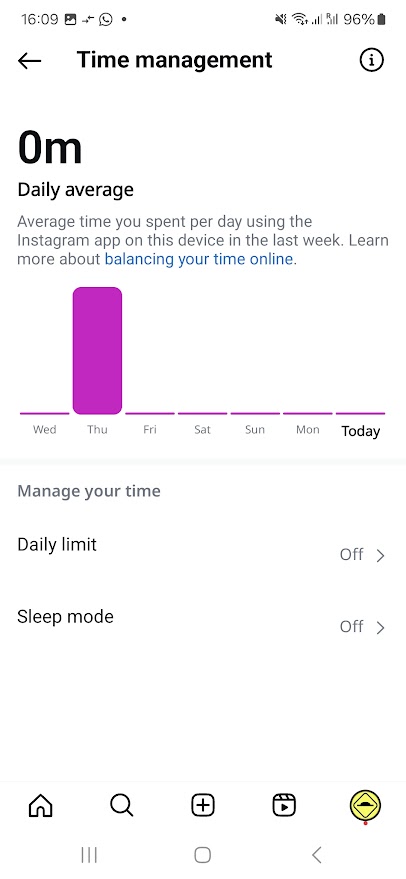 16:09 96%
Time management
0m
Daily average
Average time you spent per day using the
Instagram app on this device in the last week. Learn
more about balancing your time online.
Wed Thu Fri Sat Sun Mon Today
Manage your time
Daily limit
Off
Sleep mode
Off